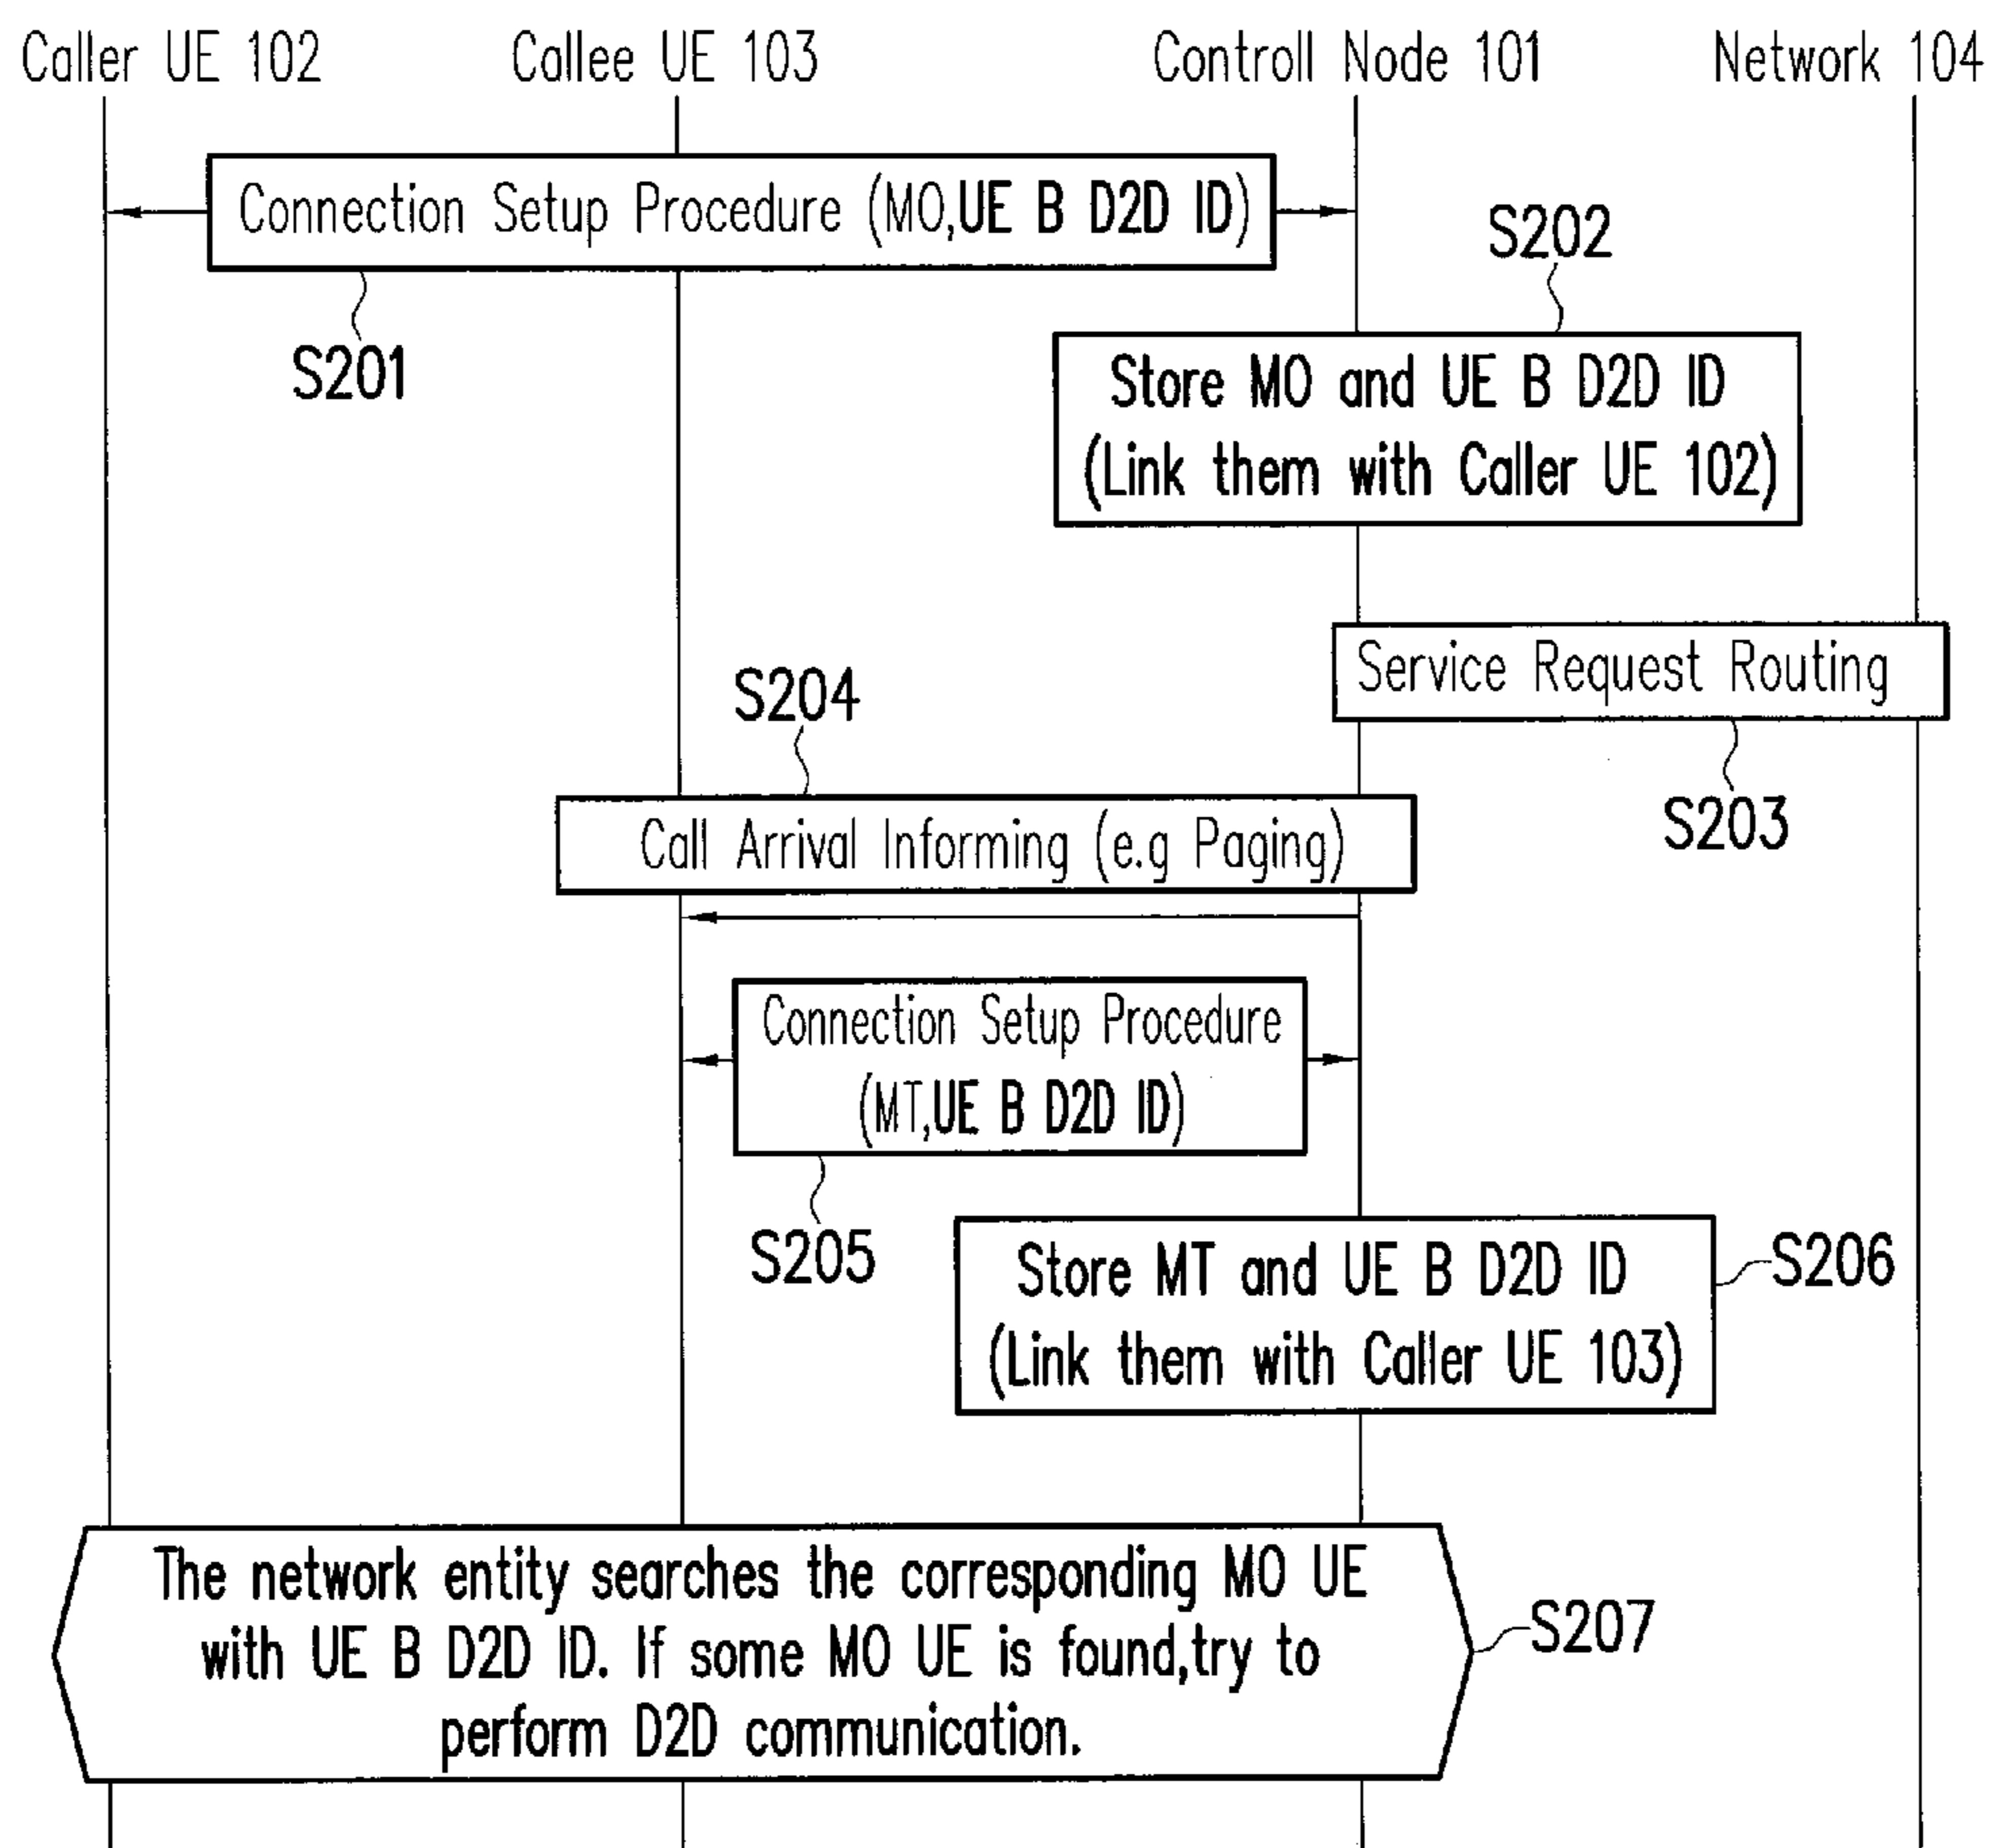 Caller UE 102
Callee UE 103
Controll Node 101
Network 104
Connection Setup Procedure (MO,UE B D2D ID)
S201
S202
Store MO and UE B D2D ID
(Link them with Caller UE 102)
Service Request Routing
S203
S204
Call Arrival Informing (e.g Paging)
Connection Setup Procedure
(MT,UE B D2D ID)
S205
Store MT and UE B D2D ID
(Link them with Caller UE 103)
S206
The network entity searches the corresponding MO UE
with UE B D2D ID. If some MO UE is found,try to
perform D2D communication.
S207